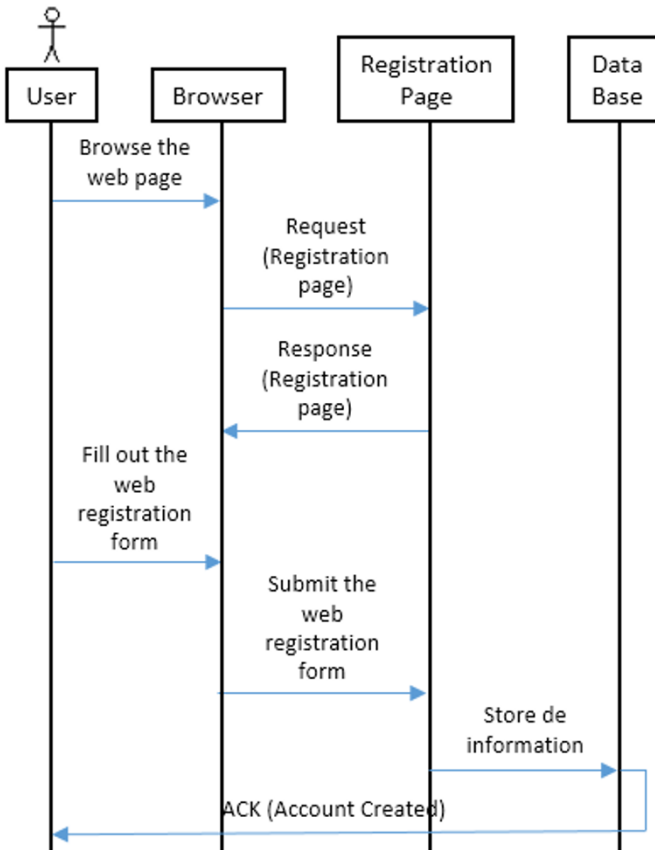 User
Browser
Registration
Page
Data
Base
Browse the
web page
Request
(Registration
page)
Response
(Registration
page)
Fill out the
web
registration
form
Submit the
web
registration
form
Store de
information
ACK (Account Created)